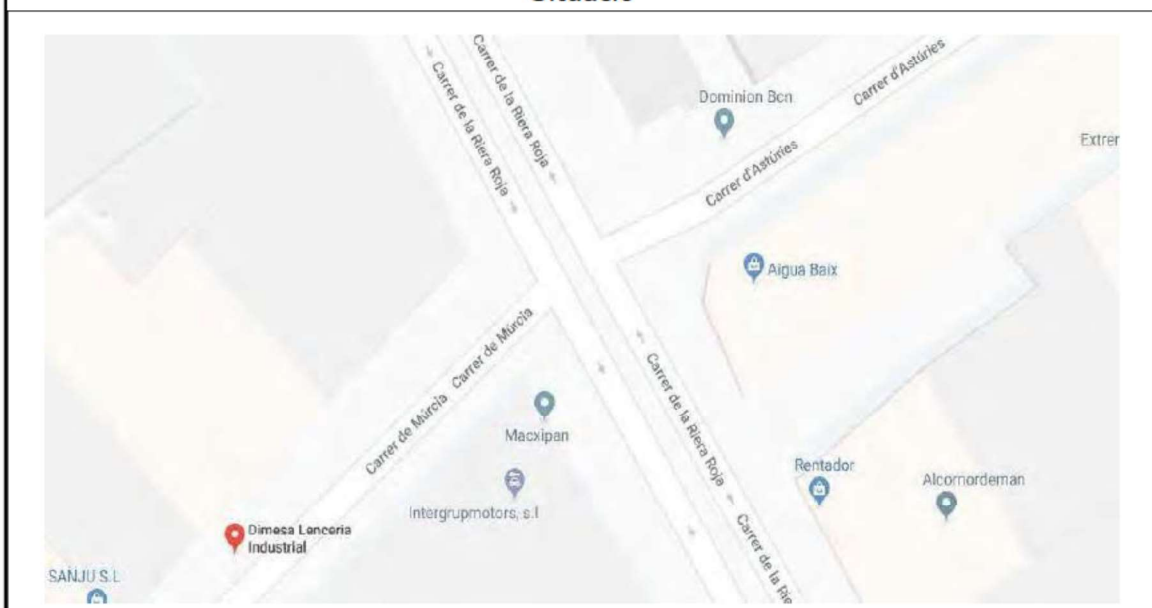 Carrer de la Riera Roja
Carrer de la Riera Roja
Dominion Bcn
Carrer d'Astúries
Carrer d'Astúries
Extrer
Aigua Baix
Carrer de Múrcia
Carrer de Múrcia
Carrer de la Riera Roja
Macxipan
Intergrupmotors, s.l
Rentador
Alcornordeman
Carrer de la Rie
Dimesa Lenceria
Industrial
SANJU S.L